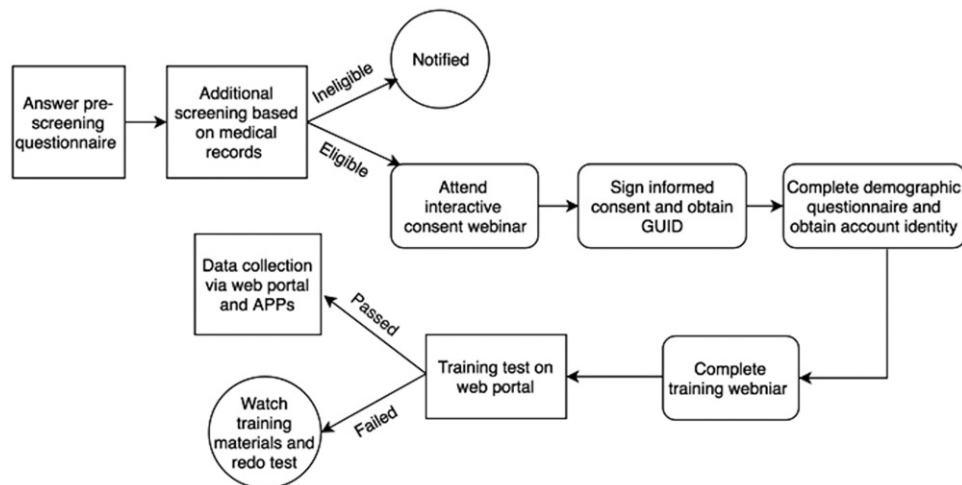 Answer pre-
screening
questionnaire
Additional
screening based
on medical
records
Ineligible
Notified
Eligible
Attend
interactive
consent webinar
Sign informed
consent and obtain
GUID
Complete demographic
questionnaire and
obtain account identity
Complete
training webniar
Training test on
web portal
Passed
Data collection
via web portal
and APPs
Failed
Watch
training
materials and
redo test